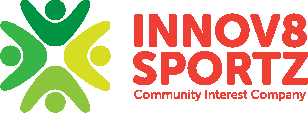 INNOV8
SPORTZ
Community Interest Company